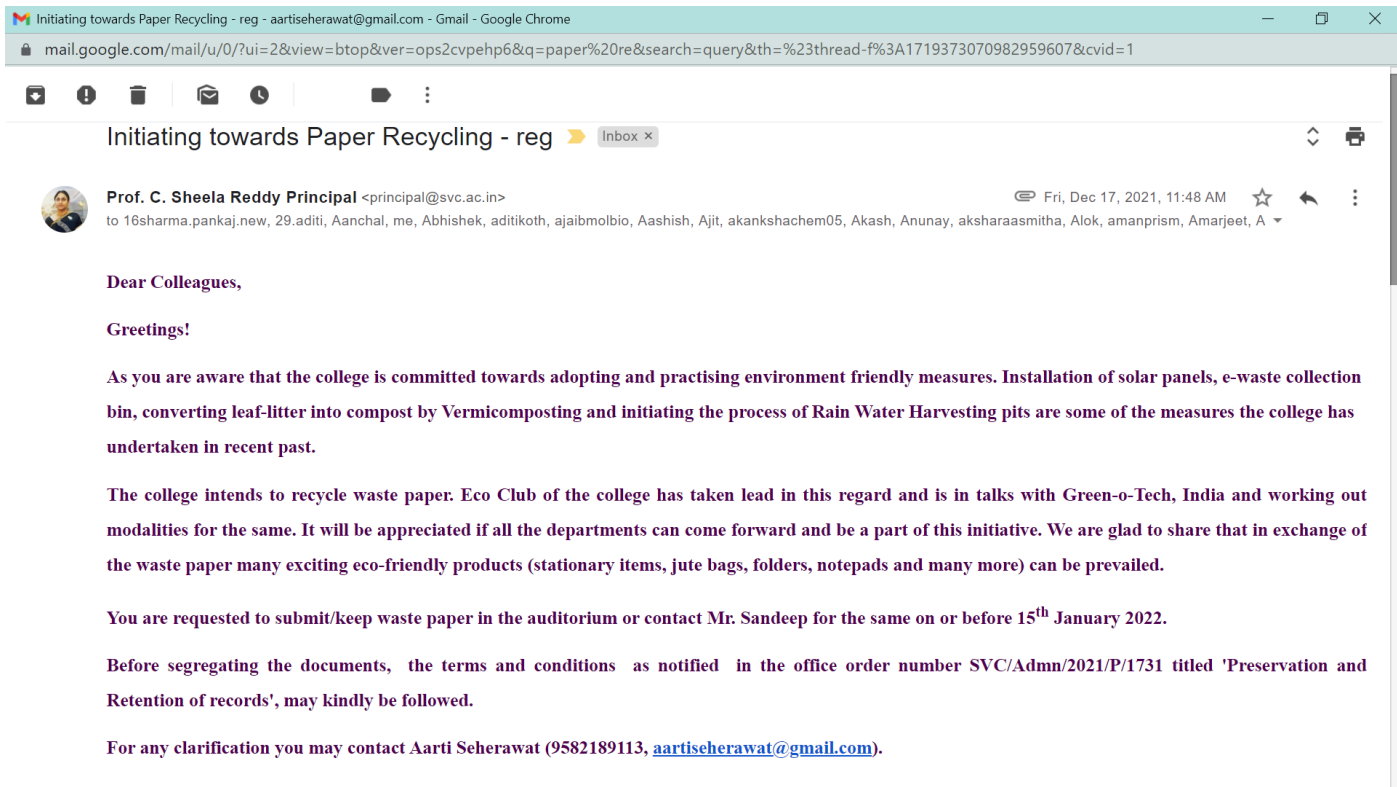 Initiating towards Paper Recycling - reg - aartiseherawat@gmail.com - Gmail - Google Chrome
mail.google.com/mail/u/0/?ui=2&view=btop&ver=ops2cvpehp6&q=paper%20re&search=query&th=%23thread-f%3A1719373070982959607&cvid=1
Initiating towards Paper Recycling - reg Inbox ×
Prof. C. Sheela Reddy Principal <principal@svc.ac.in> Fri, Dec 17, 2021, 11:48 AM
to 16sharma.pankaj.new, 29.aditi, Aanchal, me, Abhishek, aditikoth, ajaibmolbio, Aashish, Ajit, akankshachem05, Akash, Anunay, aksharaasmitha, Alok, amanprism, Amarjeet, A
Dear Colleagues,
Greetings!
As you are aware that the college is committed towards adopting and practising environment friendly measures. Installation of solar panels, e-waste collection
bin, converting leaf-litter into compost by Vermicomposting and initiating the process of Rain Water Harvesting pits are some of the measures the college has
undertaken in recent past.
The college intends to recycle waste paper. Eco Club of the college has taken lead in this regard and is in talks with Green-o-Tech, India and working out
modalities for the same. It will be appreciated if all the departments can come forward and be a part of this initiative. We are glad to share that in exchange of
the waste paper many exciting eco-friendly products (stationary items, jute bags, folders, notepads and many more) can be prevailed.
You are requested to submit/keep waste paper in the auditorium or contact Mr. Sandeep for the same on or before 15th January 2022.
Before segregating the documents, the terms and conditions as notified in the office order number SVC/Admn/2021/P/1731 titled 'Preservation and
Retention of records', may kindly be followed.
For any clarification you may contact Aarti Seherawat (9582189113, aartiseherawat@gmail.com).